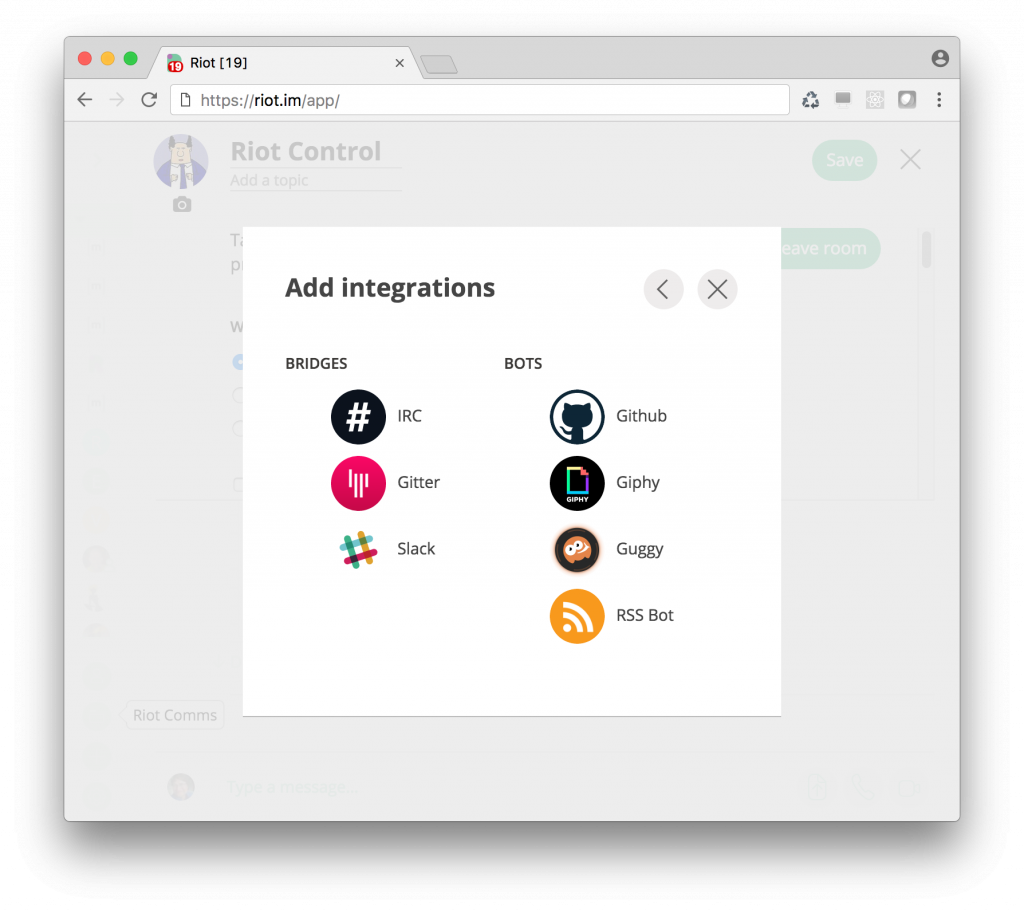 19
Riot [19]
https://riot.im/app/
Riot Control
Save
Add a topic
eave room
Add integrations
BRIDGES
BOTS
# IRC
Github
Gitter
GIPHY
Giphy
Slack
Guggy
RSS Bot
Riot Comms
Type a message...